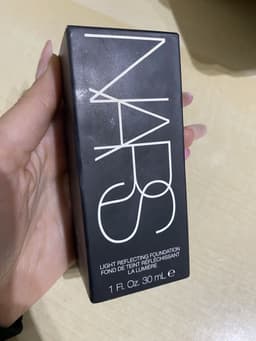 NARS
LIGHT REFLECTING FOUNDATION
FOND DE TEINT RÉFLÉCHISSANT
LA LUMIÈRE
1 Fl. Oz. 30 mL e